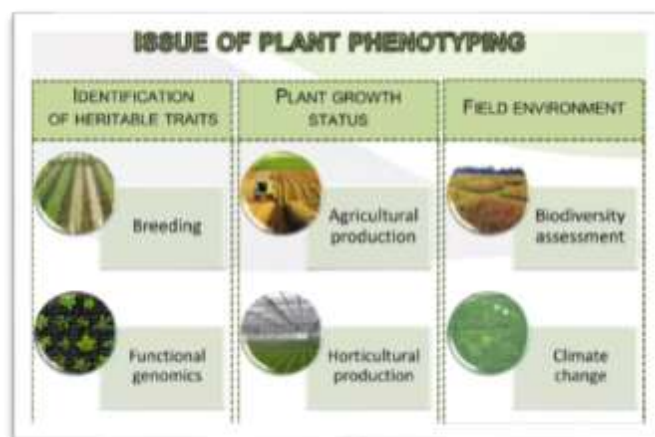 ISSUE OF PLANT PHENOTYPING
IDENTIFICATION
OF HERITABLE TRAITS
PLANT GROWTH
STATUS
FIELD ENVIRONMENT
Breeding
Agricultural
production
Biodiversity
assessment
Functional
genomics
Horticultural
production
Climate
change